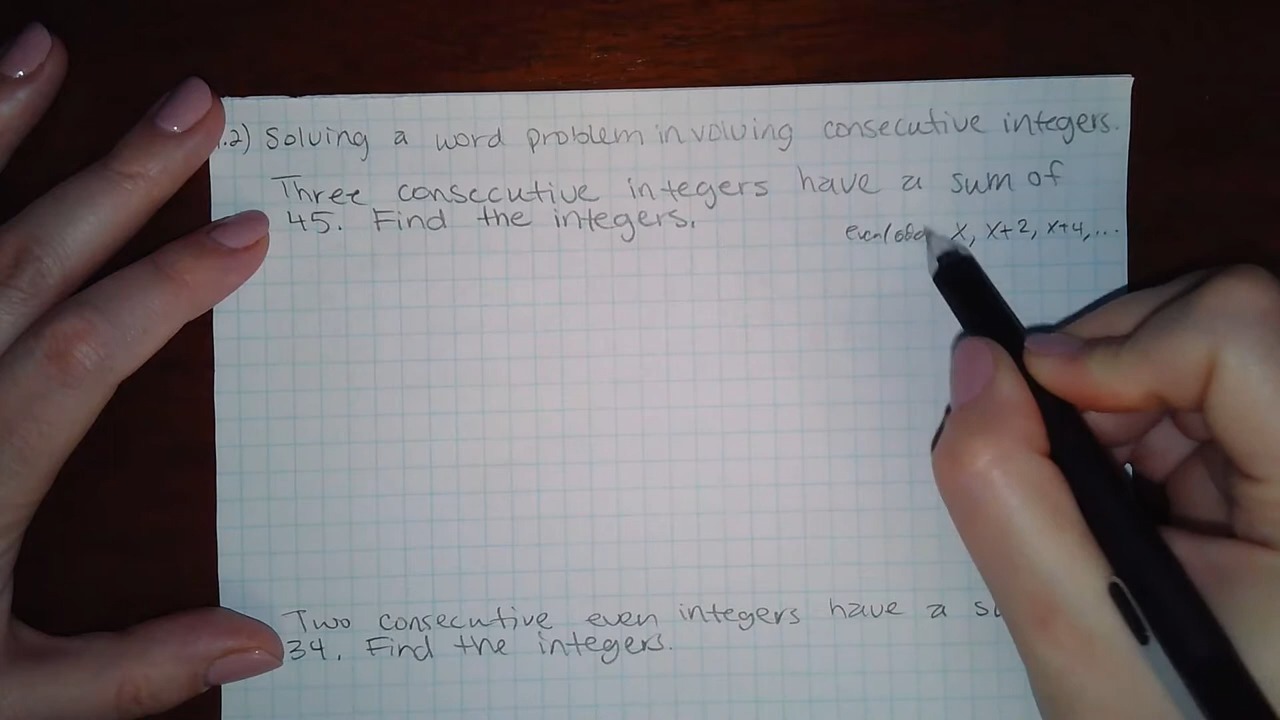 .2) Solving a word problem involving consecutive integers.
Three consecutive integers have a sum of
45. Find the integers.
x, x+2, x+4,...
Two consecutive even integers have a
34. Find the integers.